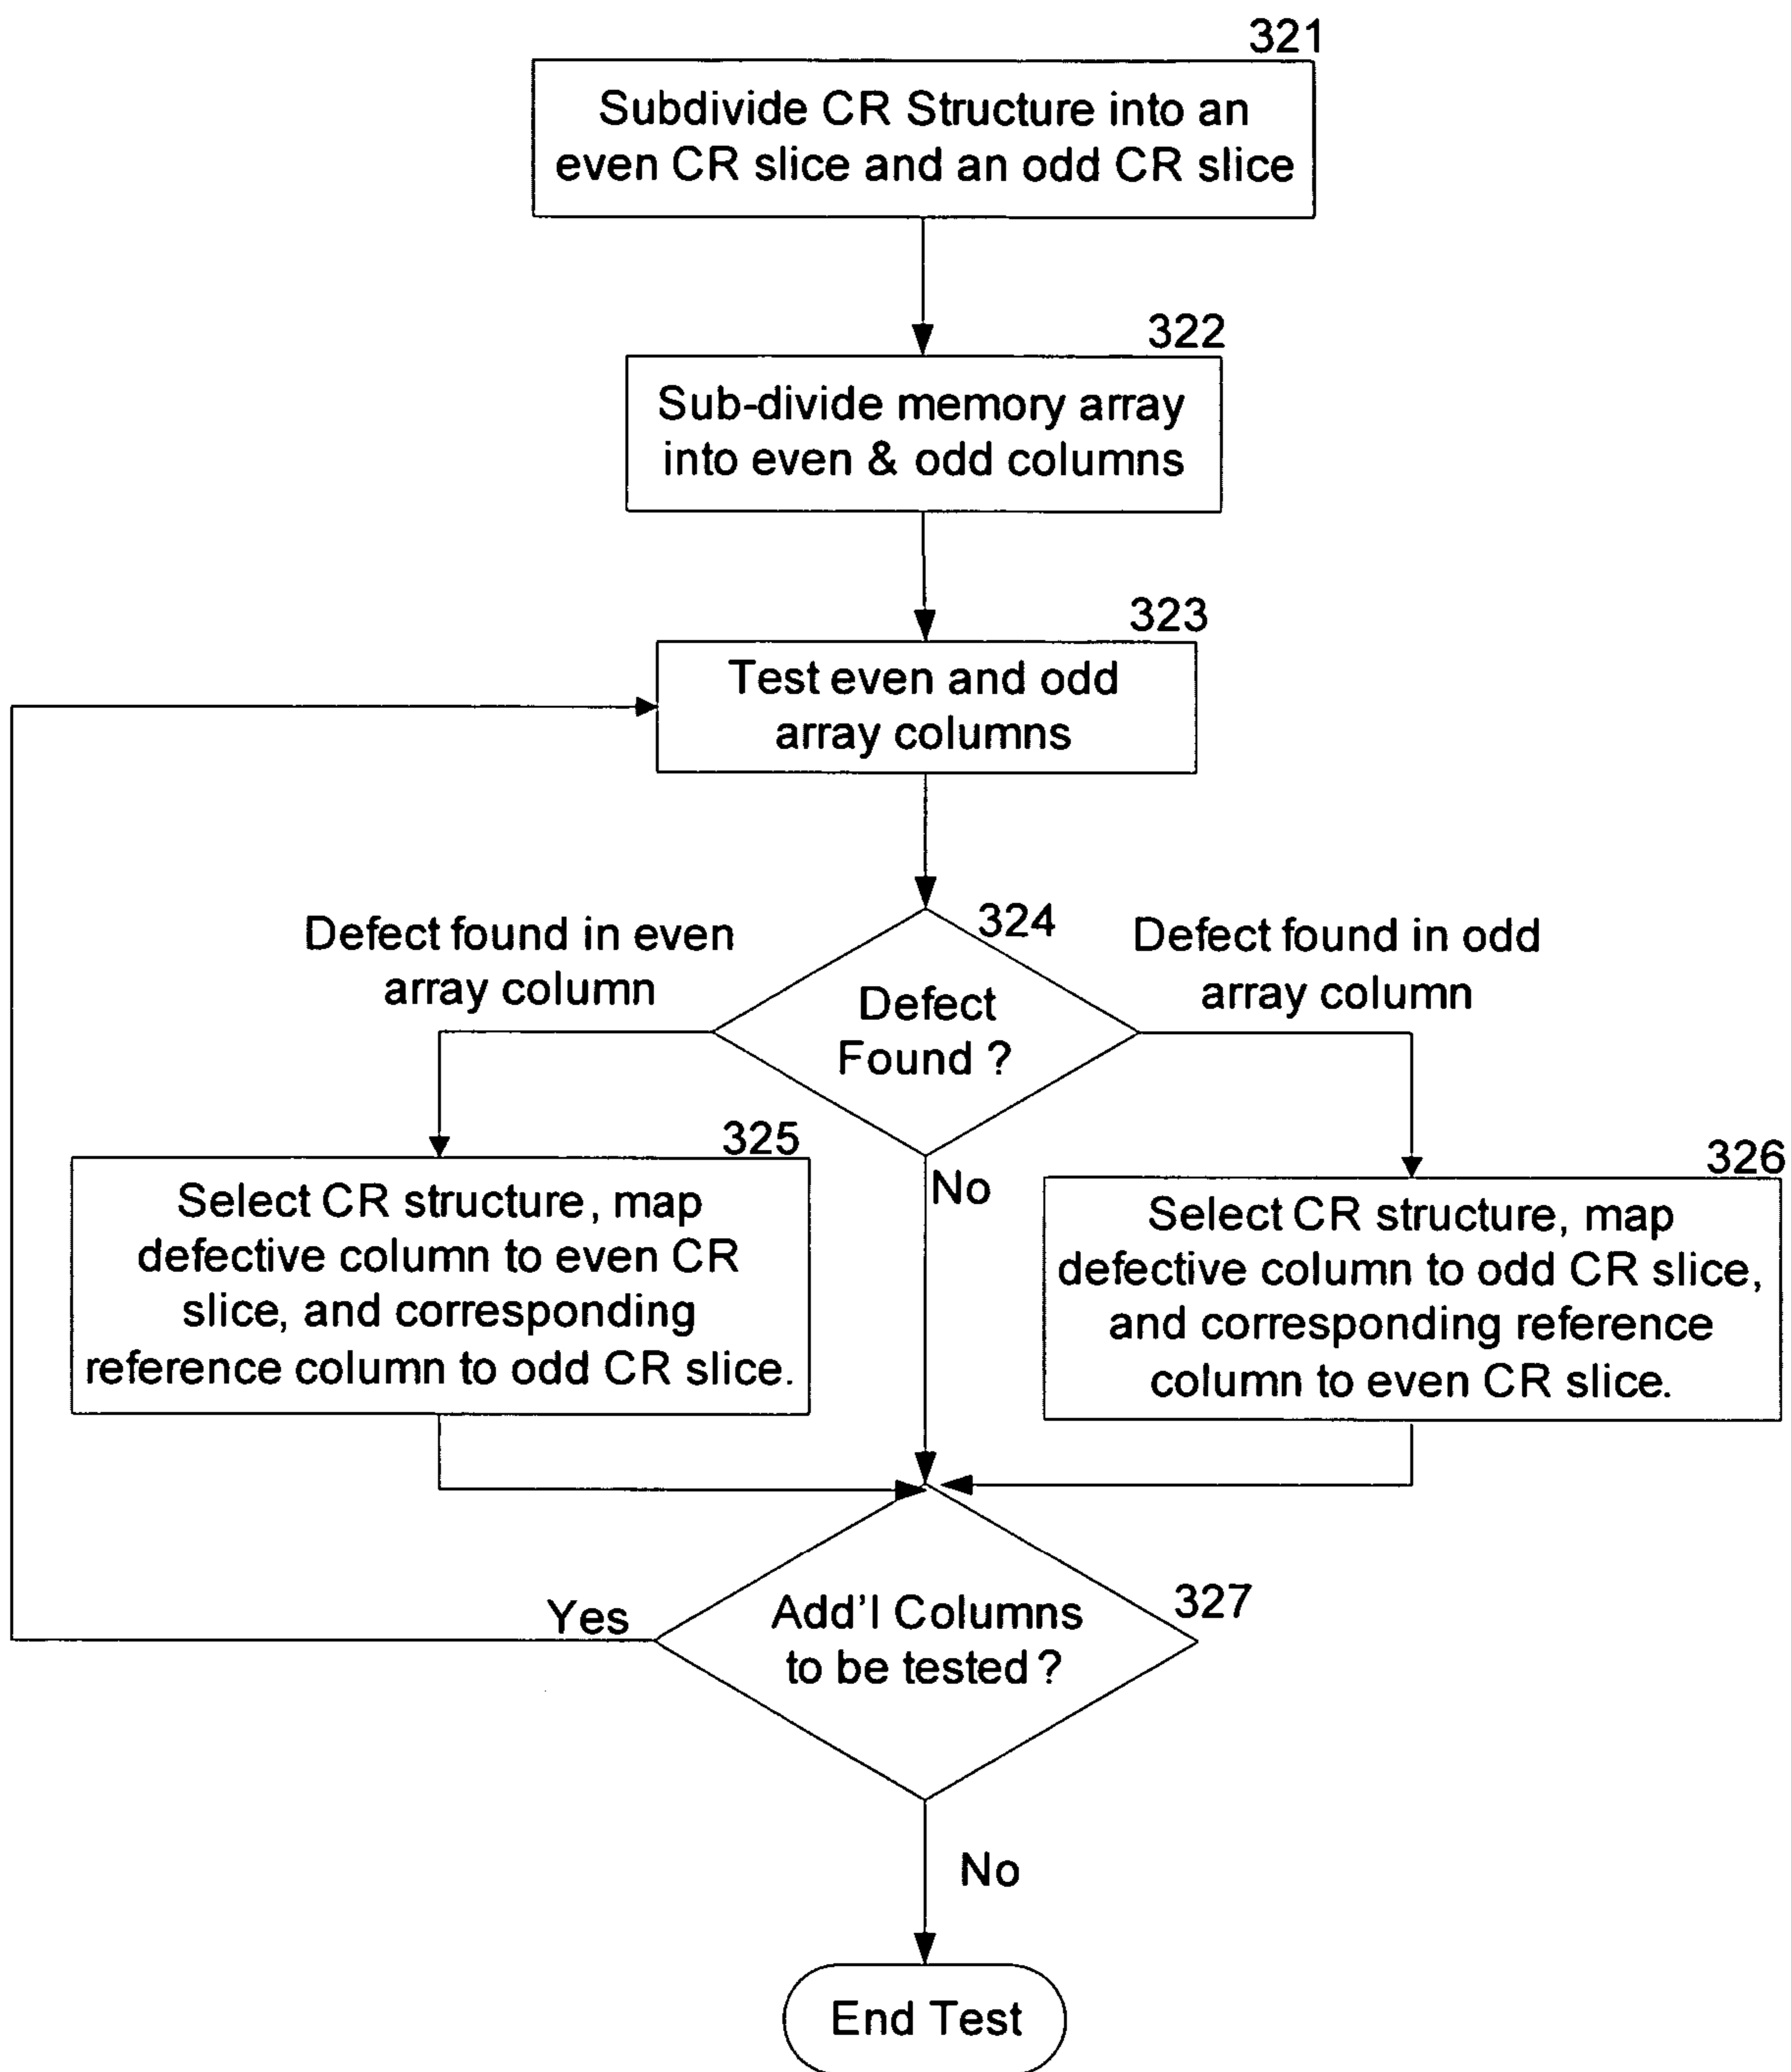 321
Subdivide CR Structure into an
even CR slice and an odd CR slice
322
Sub-divide memory array
into even & odd columns
323
Test even and odd
array columns
324
Defect found in even
array column
Defect
Found ?
Defect found in odd
array column
325
Select CR structure, map
defective column to even CR
slice, and corresponding
reference column to odd CR slice.
No
326
Select CR structure, map
defective column to odd CR slice,
and corresponding reference
column to even CR slice.
Yes
Add'l Columns
to be tested ?
327
No
End Test